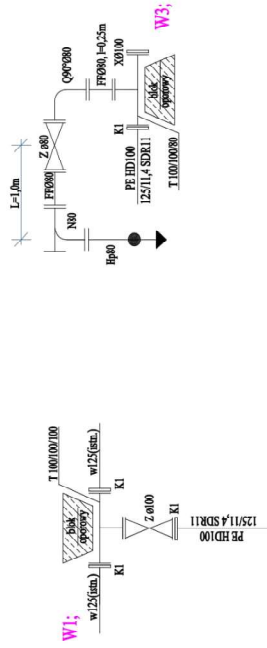 W3;
Q90°Ø80
FFØ80, l=0,25m
XØ100
blok
oporowy
K1
PE HD100
125/11,4 SDR11
T 100/100/80
Z ø80
L=1,0m
FFØ80
N80
Hp80
W1;
T 100/100/100
w125(istn.)
blok
oporowy
w125(istn.)
K1
K1
Z ø100
K1
PE HD100
125/11,4 SDR11